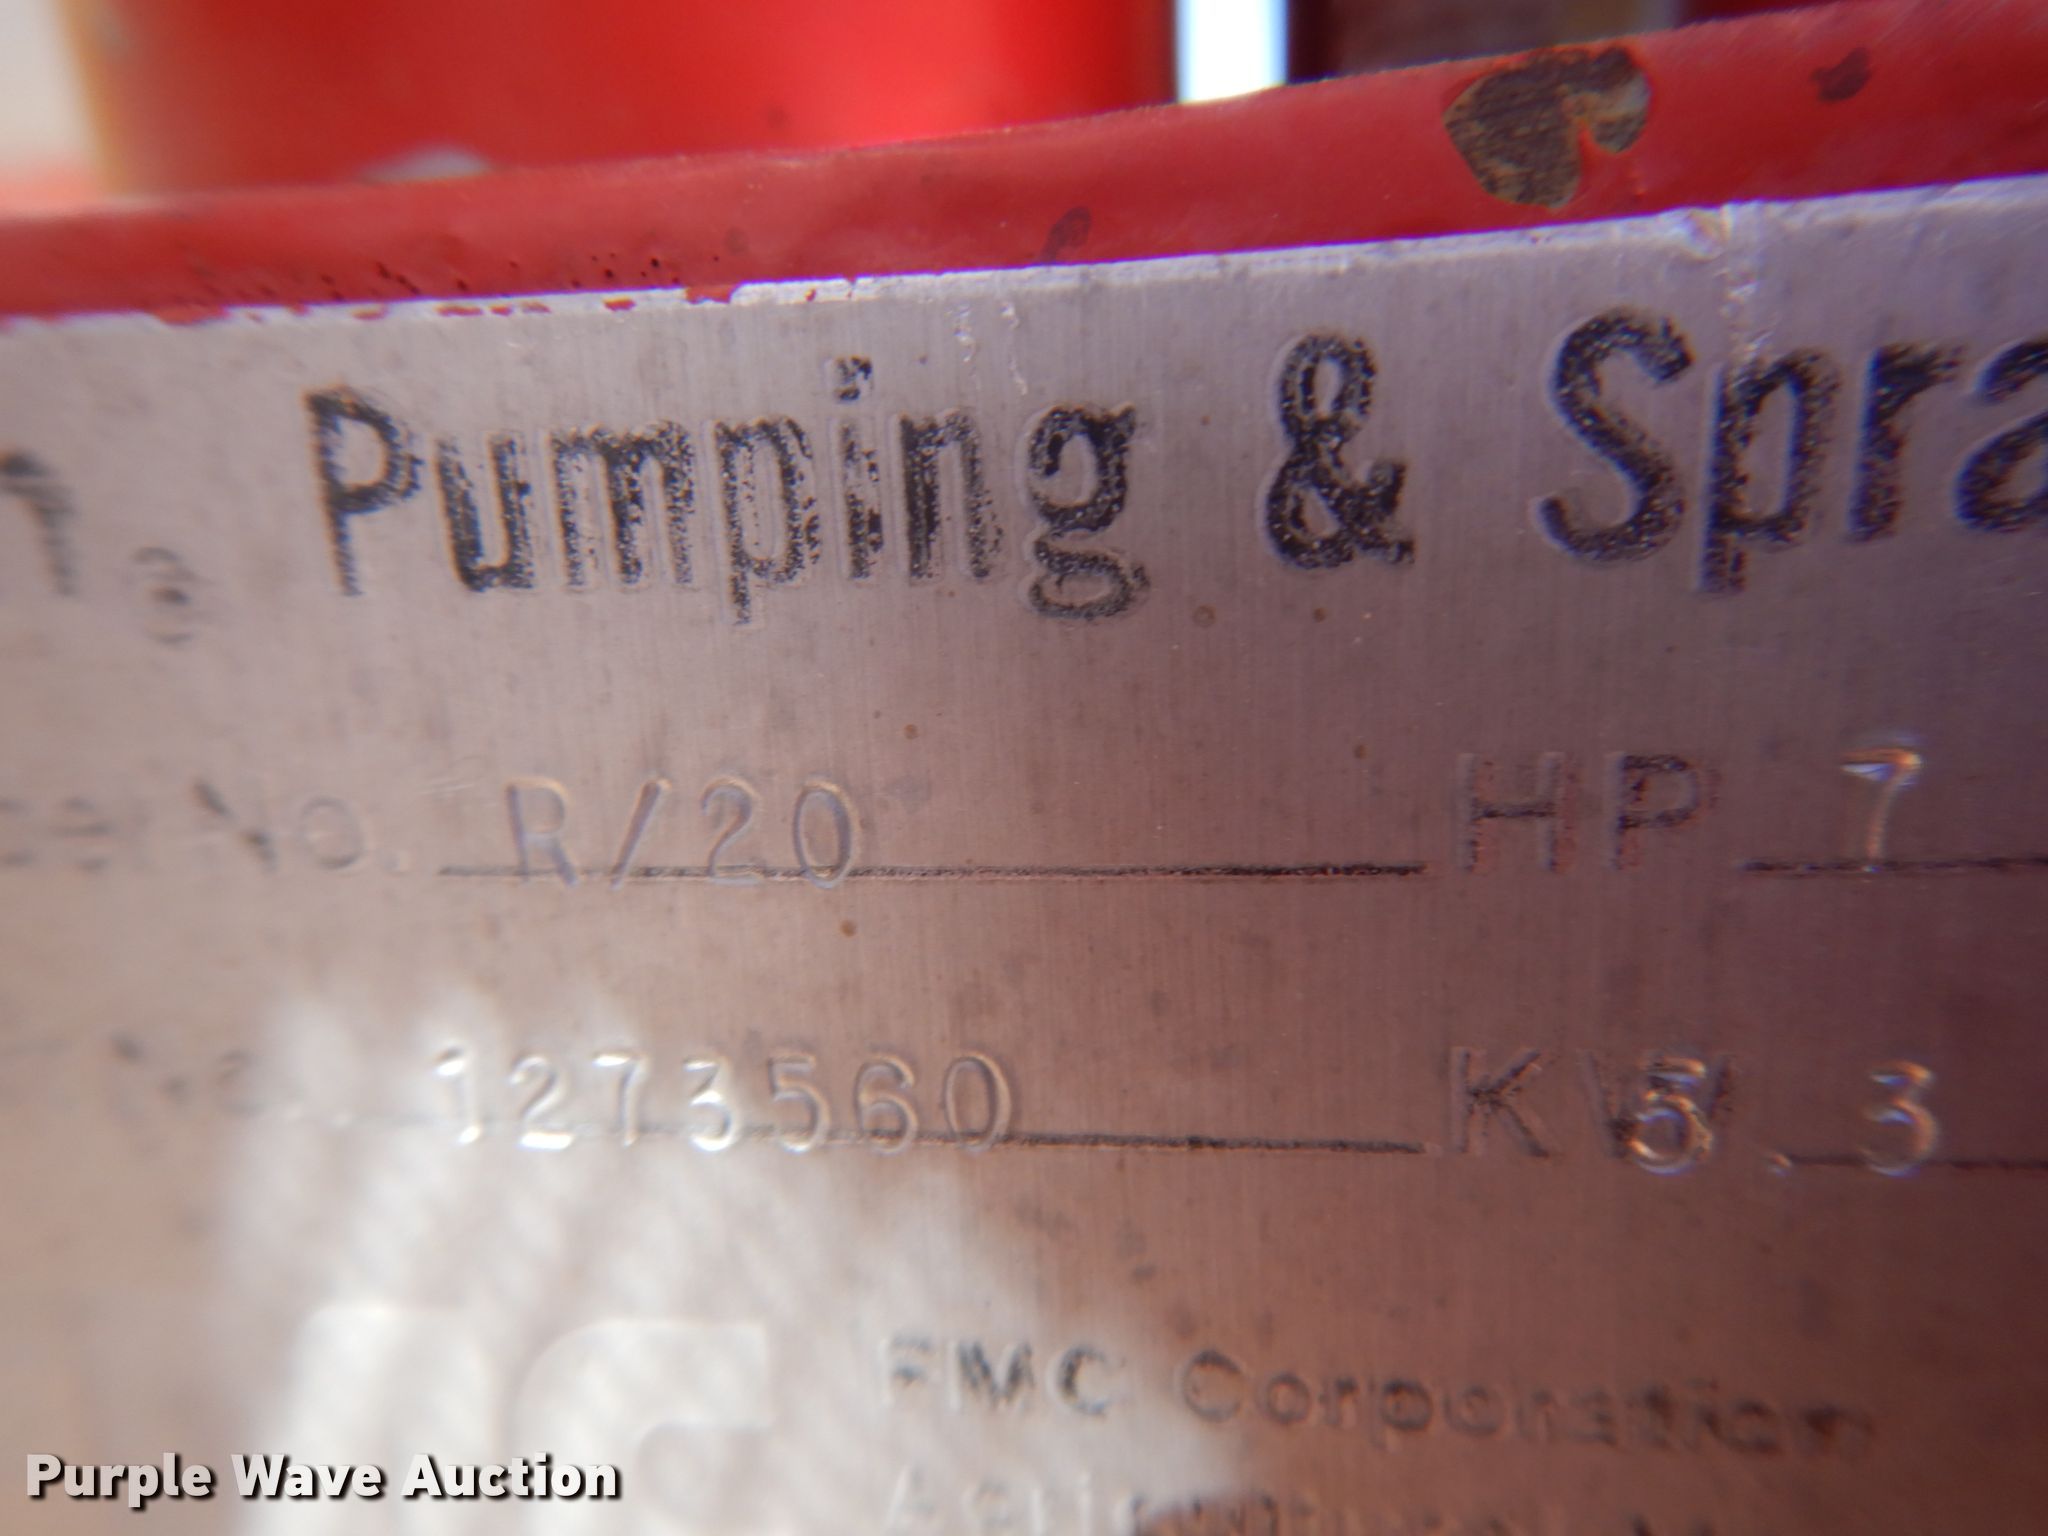 Pumping & Spra
No. R/20 HP 7
1273560 KW 5.3
FMC Corporation
Purple Wave Auction